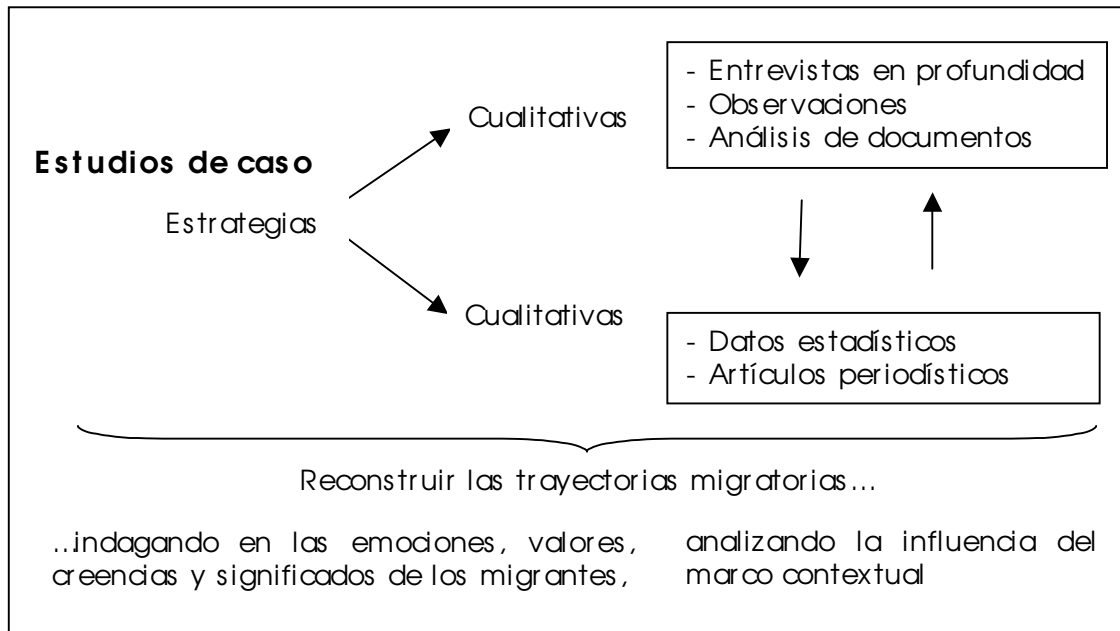 Estudios de caso
Estrategias
Cualitativas
- Entrevistas en profundidad
- Observaciones
- Análisis de documentos
Cualitativas
- Datos estadísticos
- Artículos periodísticos
Reconstruir las trayectorias migratorias…
…indagando en las emociones, valores,
creencias y significados de los migrantes,
analizando la influencia del
marco contextual